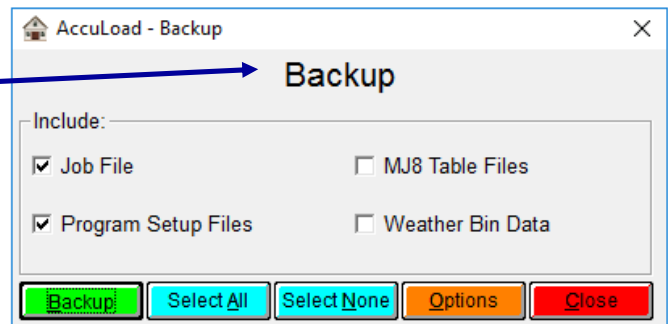 AccuLoad - Backup
Backup
Include:
Job File MJ8 Table Files
Program Setup Files Weather Bin Data
Backup Select All Select None Options Close